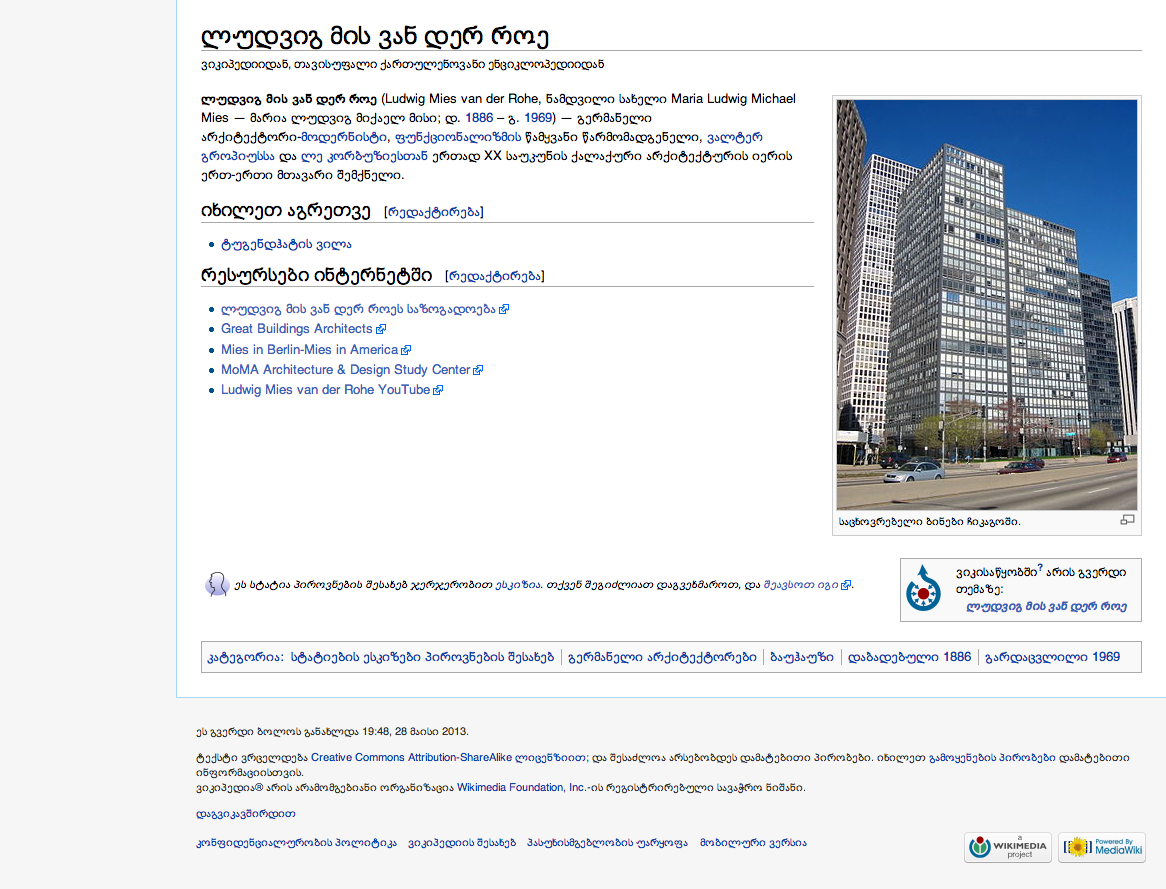 ლუდვიგ მის ვან დერ როე
ვიკიპედიიდან, თავისუფალი ქართულენოვანი ენციკლოპედიიდან
ლუდვიგ მის ვან დერ როე (Ludwig Mies van der Rohe, ნამდვილი სახელი Maria Ludwig Michael
Mies — მარია ლუდვიგ მიქაელ მისი; დ. 1886 – გ. 1969) — გერმანელი
არქიტექტორი-მოდერნისტი, ფუნქციონალიზმის წამყვანი წარმომადგენელი, ვალტერ
გროპიუსსა და ლე კორბუზიესთან ერთად XX საუკუნის ქალაქური არქიტექტურის იერის
ერთ-ერთი მთავარი შემქნელი.
იხილეთ აგრეთვე [რედაქტირება]
ტუგენდჰატის ვილა
რესურსები ინტერნეტში [რედაქტირება]
ლუდვიგ მის ვან დერ როეს საზოგადოება
Great Buildings Architects
Mies in Berlin-Mies in America
MoMA Architecture & Design Study Center
Ludwig Mies van der Rohe YouTube
საცხოვრებელი ბინები ჩიკაგოში.
ეს სტატია პიროვნების შესახებ ჯერჯერობით ესკიზია. თქვენ შეგიძლიათ დაგვეხმაროთ, და შეავსოთ იგი.
ვიკისაწყობში? არის გვერდი
თემაზე:
ლუდვიგ მის ვან დერ როე
კატეგორია: სტატიების ესკიზები პიროვნების შესახებ | გერმანელი არქიტექტორები | ბაუჰაუზი | დაბადებული 1886 | გარდაცვლილი 1969
ეს გვერდი ბოლოს განახლდა 19:48, 28 მაისი 2013.
ტექსტი ვრცელდება Creative Commons Attribution-ShareAlike ლიცენზიით; და შესაძლოა არსებობდეს დამატებითი პირობები. იხილეთ გამოყენების პირობები დამატებითი
ინფორმაციისთვის.
ვიკიპედია® არის არამომგებიანი ორგანიზაცია Wikimedia Foundation, Inc.-ის რეგისტრირებული სავაჭრო ნიშანი.
დაგვიკავშირდით
კონფიდენციალურობის პოლიტიკა ვიკიპედიის შესახებ პასუხისმგებლობის უარყოფა მობილური ვერსია
a
WIKIMEDIA
project
Powered By
MediaWiki